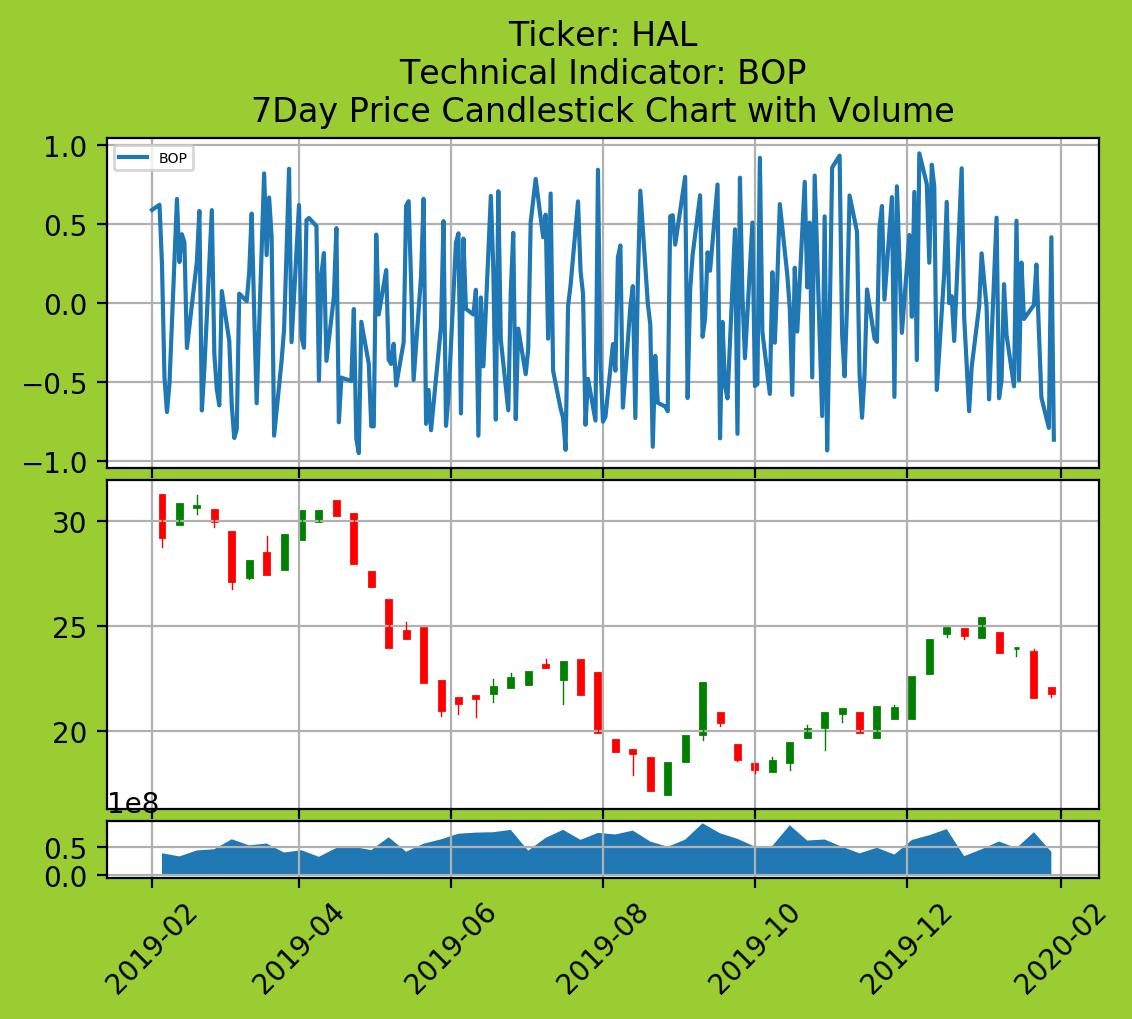 Ticker: HAL
Technical Indicator: BOP
7Day Price Candlestick Chart with Volume
1.0
BOP
0.5
0.0
−0.5
−1.0
30
25
20
1e8
0.5
0.0
2019-02 2019-04 2019-06 2019-08 2019-10 2019-12 2020-02